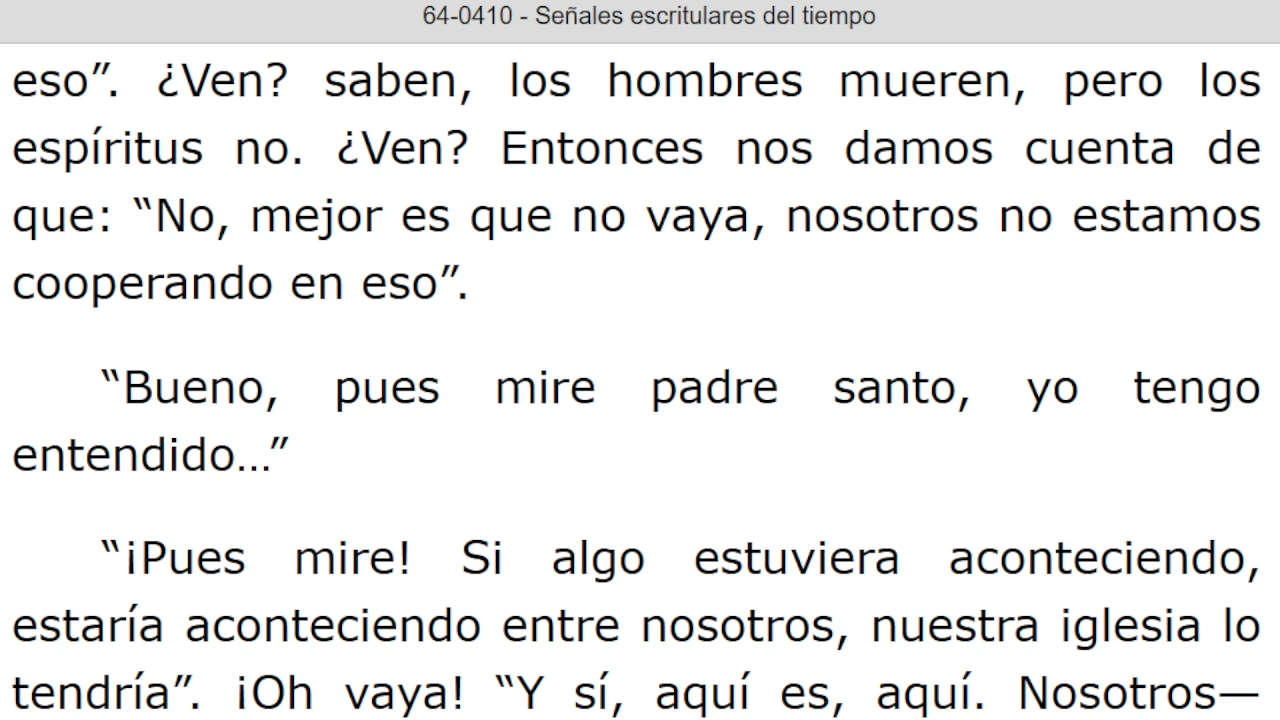 64-0410 - Señales escritulares del tiempo
eso”. ¿Ven? saben, los hombres mueren, pero los
espíritus no. ¿Ven? Entonces nos damos cuenta de
que: “No, mejor es que no vaya, nosotros no estamos
cooperando en eso”.
“Bueno, pues mire padre santo, yo tengo
entendido...”
“¡Pues mire! Si algo estuviera aconteciendo,
estaría aconteciendo entre nosotros, nuestra iglesia lo
tendría”. ¡Oh vaya! “Y sí, aquí es, aquí. Nosotros—